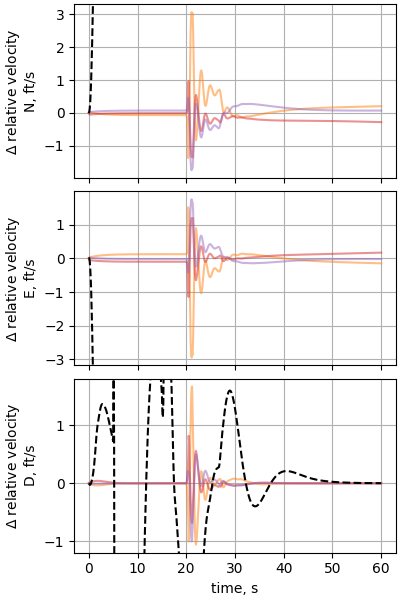 Δ relative velocity
N, ft/s
3
2
1
0
−1
Δ relative velocity
E, ft/s
1
0
−1
−2
−3
Δ relative velocity
D, ft/s
1
0
−1
0 10 20 30 40 50 60
time, s